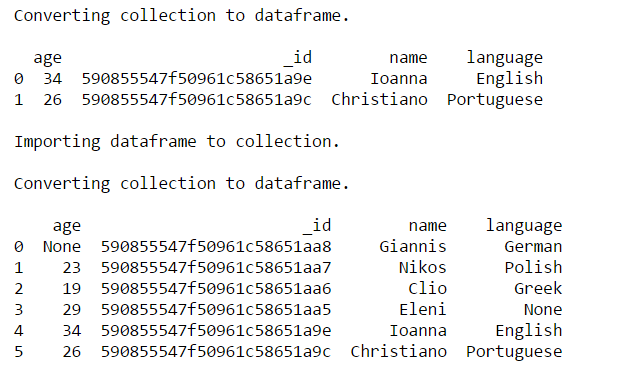 Converting collection to dataframe.
age _id name language
0 34 590855547f50961c58651a9e Ioanna English
1 26 590855547f50961c58651a9c Christiano Portuguese
Importing dataframe to collection.
Converting collection to dataframe.
age _id name language
0 None 590855547f50961c58651aa8 Giannis German
1 23 590855547f50961c58651aa7 Nikos Polish
2 19 590855547f50961c58651aa6 Clio Greek
3 29 590855547f50961c58651aa5 Eleni None
4 34 590855547f50961c58651a9e Ioanna English
5 26 590855547f50961c58651a9c Christiano Portuguese